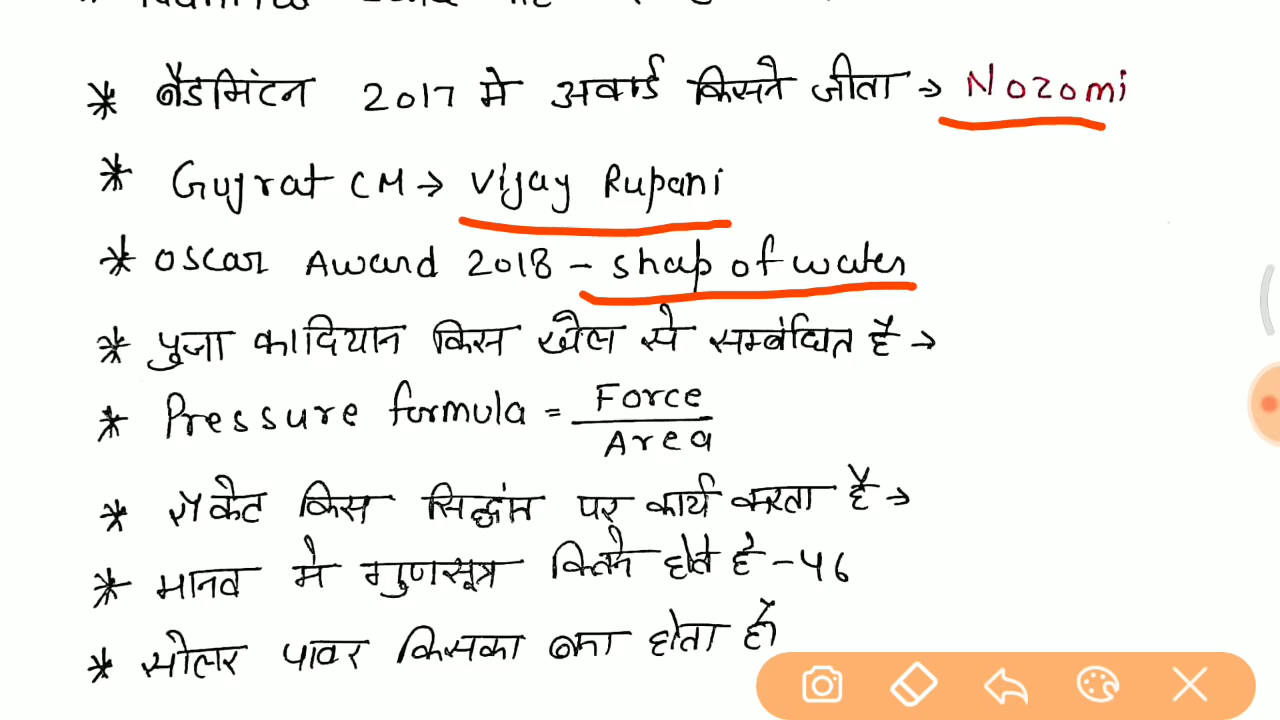 * बैडमिंटन 2017 मे अवार्ड किसने जीता → Nozomi
* Gujrat CM → Vijay Rupani
* Oscar Award 2018 - shap of water
* पुजा कादियान किस खेल से सम्बंधित है →
* Pressure formula = Force / Area
* रॉकेट किस सिद्धांत पर कार्य करता है →
* मानव मे गुणसूत्र कितने होते है - 46
* सोलर पावर किसका बना होता है